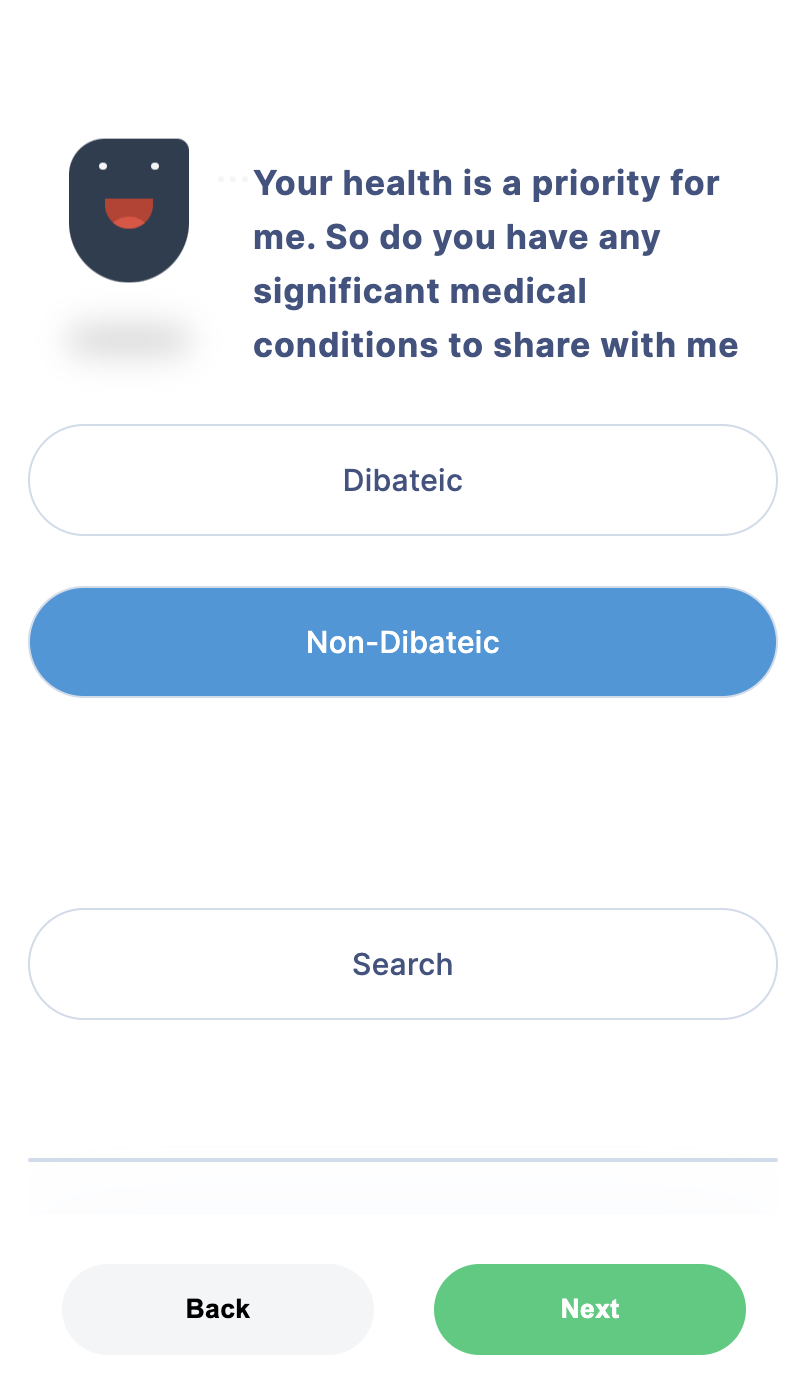 Your health is a priority for
me. So do you have any
significant medical
conditions to share with me
Dibateic
Non-Dibateic
Search
Back
Next